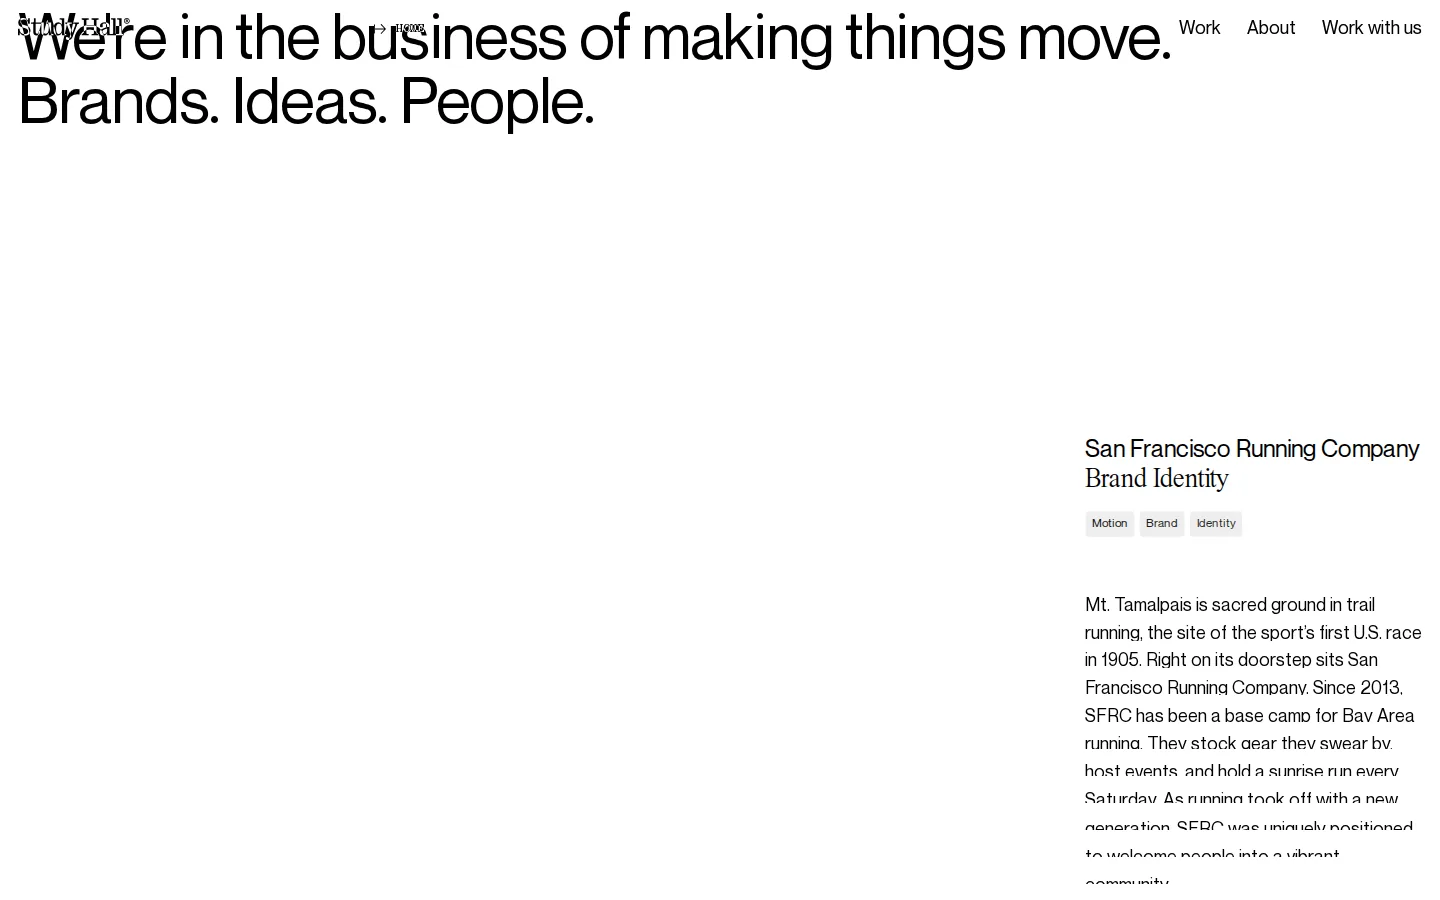 Study Hall®
HOME
Work
About
Work with us
We're in the business of making things move.
Brands. Ideas. People.
San Francisco Running Company
Brand Identity
Motion
Brand
Identity
Mt. Tamalpais is sacred ground in trail
running, the site of the sport’s first U.S. race
in 1905. Right on its doorstep sits San
Francisco Running Company. Since 2013,
SFRC has been a base camp for Bay Area
running. They stock gear they swear by,
host events, and hold a sunrise run every
Saturday. As running took off with a new
generation, SFRC was uniquely positioned
to welcome people into a vibrant
community.